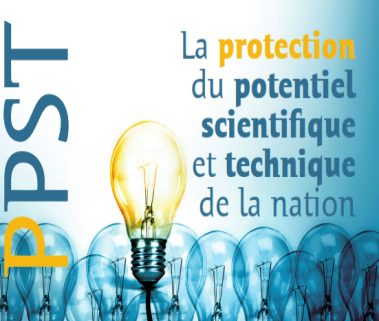 PPST
La protection
du potentiel
scientifique
et technique
de la nation